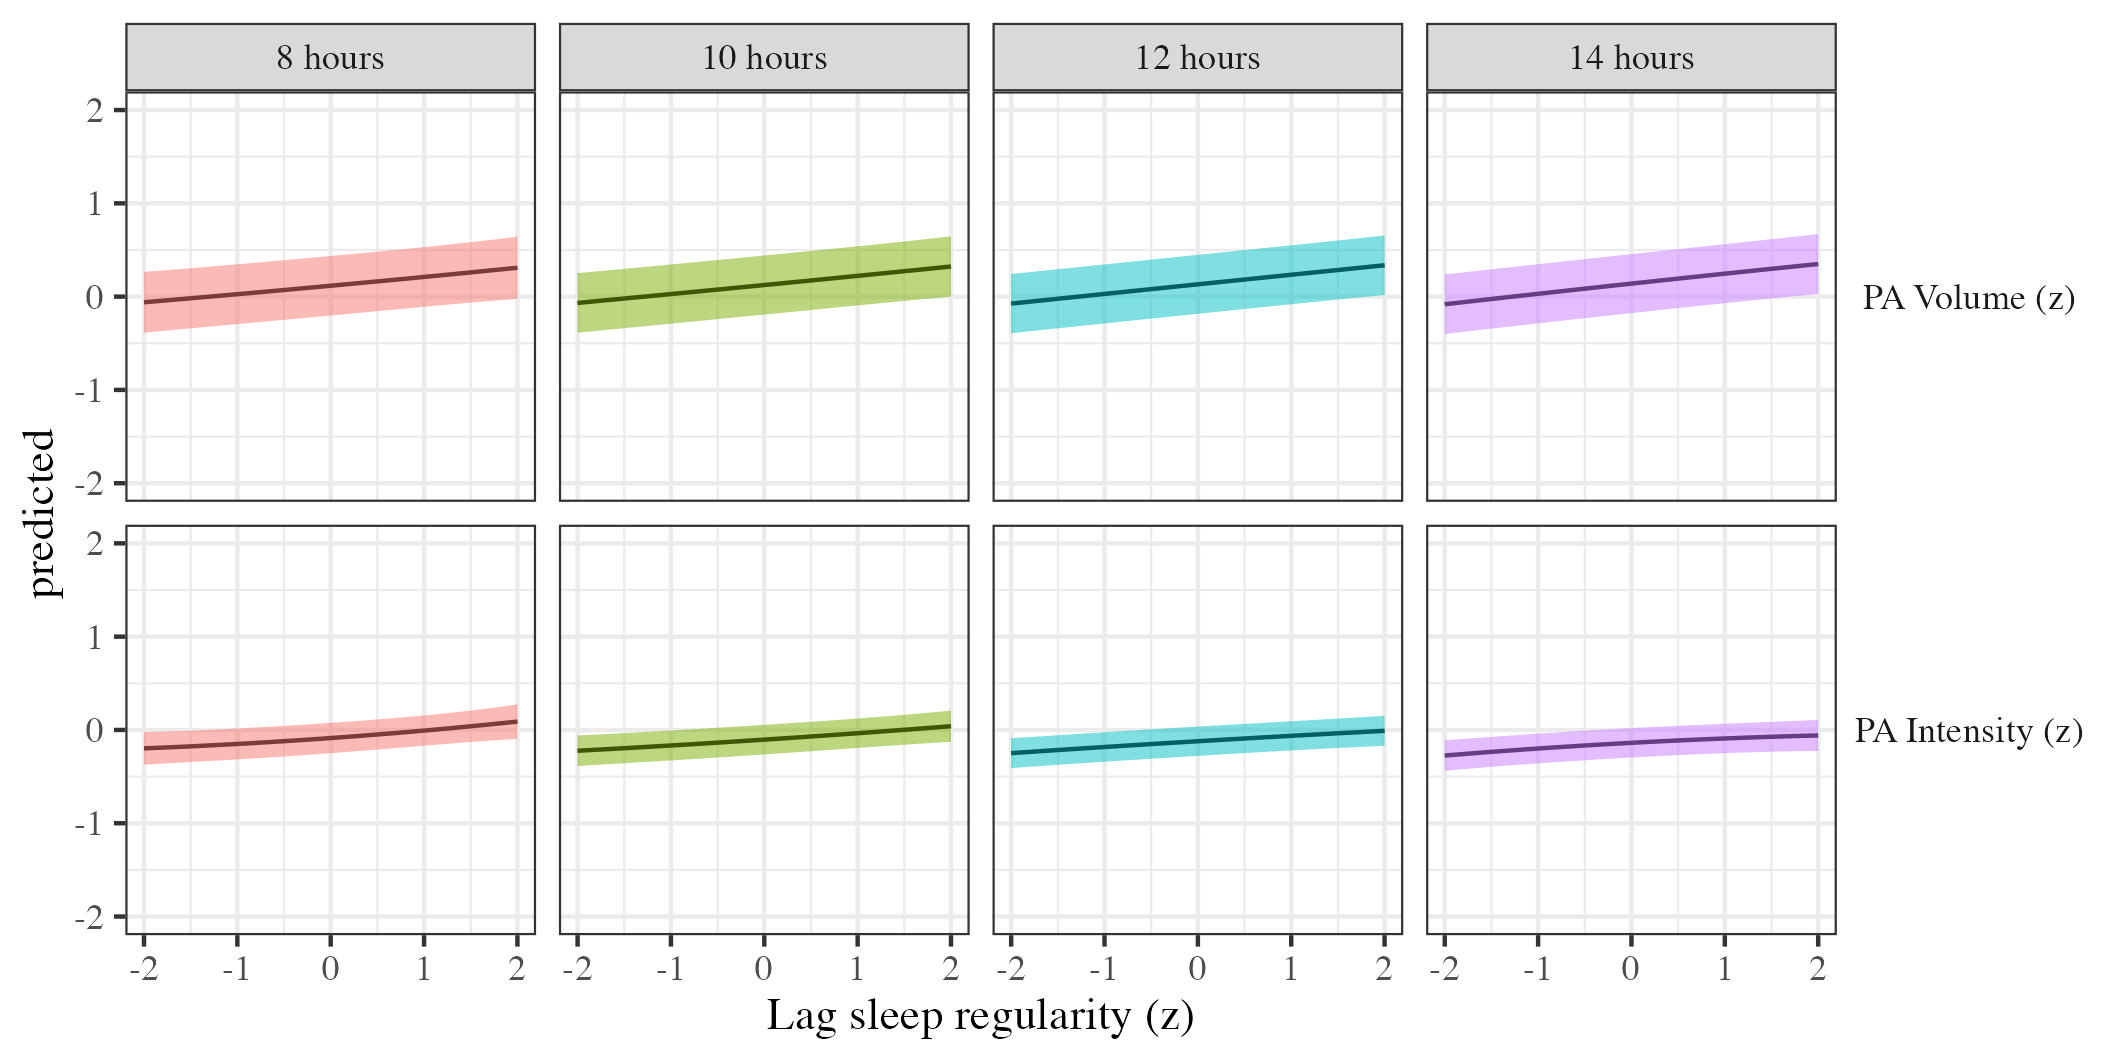 8 hours 10 hours 12 hours 14 hours
2
1
0
-1
-2
PA Volume (z)
predicted
2
1
0
-1
-2
PA Intensity (z)
-2 -1 0 1 2 -2 -1 0 1 2 -2 -1 0 1 2 -2 -1 0 1 2
Lag sleep regularity (z)